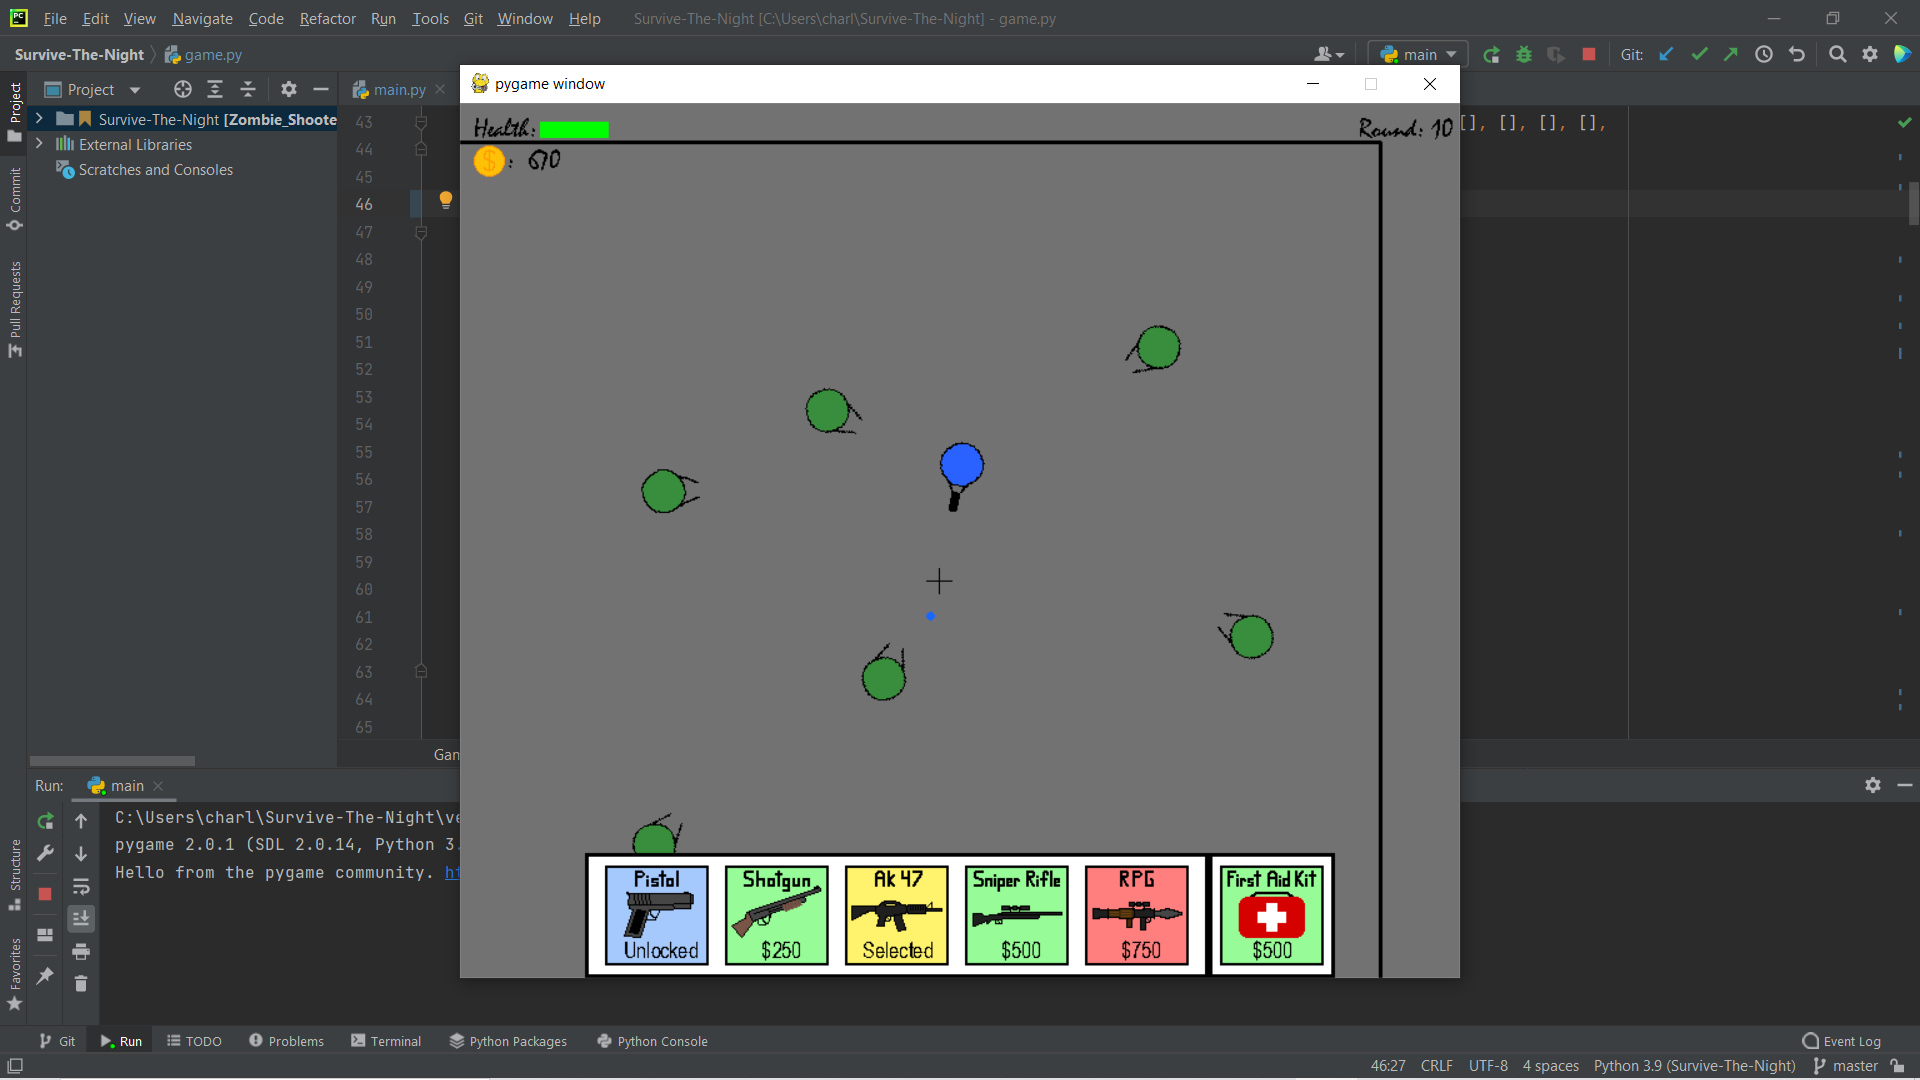 File Edit View Navigate Code Refactor Run Tools Git Window Help Survive-The-Night [C:\Users\charl\Survive-The-Night] - game.py
Survive-The-Night game.py main Git:
Project Project main.py
pygame window
Survive-The-Night [Zombie_Shoote
External Libraries
Scratches and Consoles
Commit
Pull Requests
43
44
45
46
47
48
49
50
51
52
53
54
55
56
57
58
59
60
61
62
63
64
65
[], [], [], [],
Health: Round: 10
$ : 670
Gan
Run: main
C:\Users\charl\Survive-The-Night\ve
pygame 2.0.1 (SDL 2.0.14, Python 3.
Hello from the pygame community. ht
Structure
Favorites
Pistol Shotgun Ak 47 Sniper Rifle RPG First Aid Kit
Unlocked $250 Selected $500 $750 $500
Git Run TODO Problems Terminal Python Packages Python Console Event Log
46:27 CRLF UTF-8 4 spaces Python 3.9 (Survive-The-Night) master